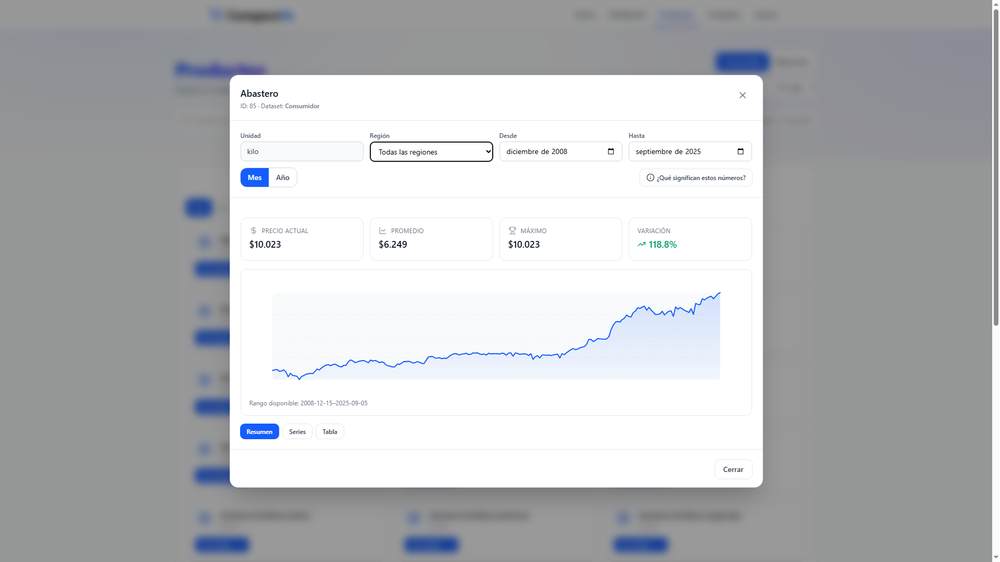 Abastero
ID: 85 · Dataset: Consumidor
Unidad
Región
Desde
Hasta
kilo
Todas las regiones
diciembre de 2008
septiembre de 2025
Mes
Año
¿Qué significan estos números?
PRECIO ACTUAL
$10.023
PROMEDIO
$6.249
MÁXIMO
$10.023
VARIACIÓN
118.8%
Rango disponible: 2008-12-15–2025-09-05
Resumen
Series
Tabla
Cerrar